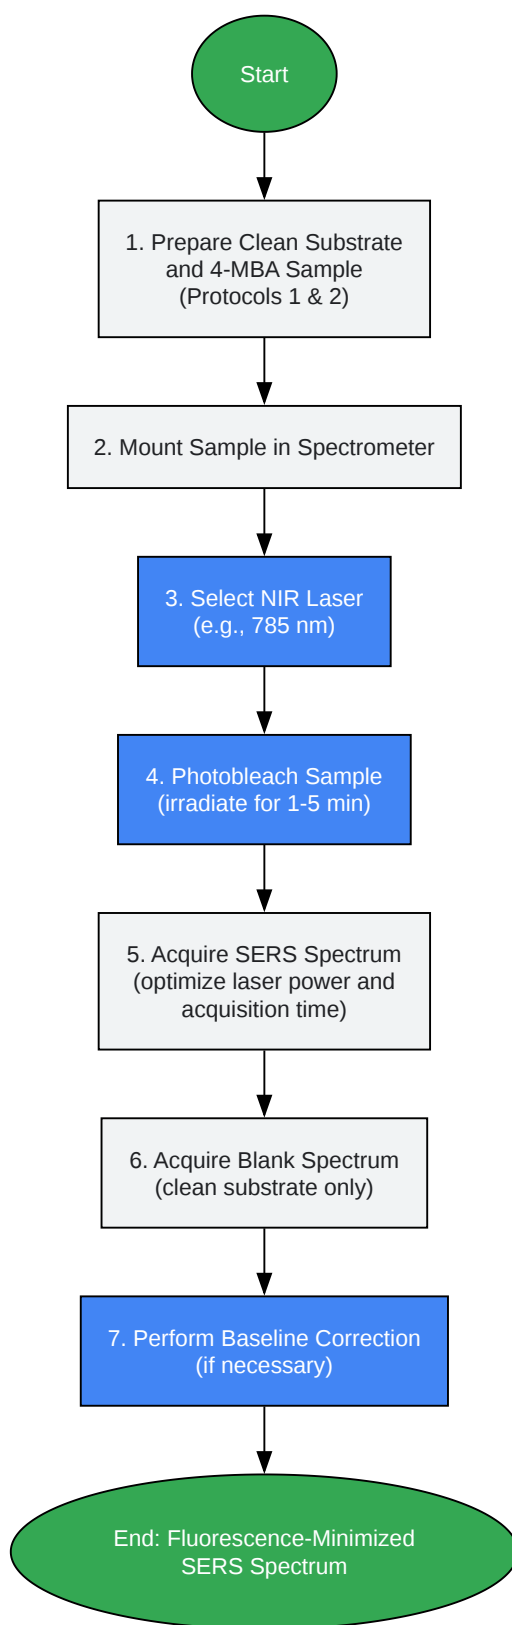 Start
1. Prepare Clean Substrate
and 4-MBA Sample
(Protocols 1 & 2)
2. Mount Sample in Spectrometer
3. Select NIR Laser
(e.g., 785 nm)
4. Photobleach Sample
(irradiate for 1-5 min)
5. Acquire SERS Spectrum
(optimize laser power and
acquisition time)
6. Acquire Blank Spectrum
(clean substrate only)
7. Perform Baseline Correction
(if necessary)
End: Fluorescence-Minimized
SERS Spectrum